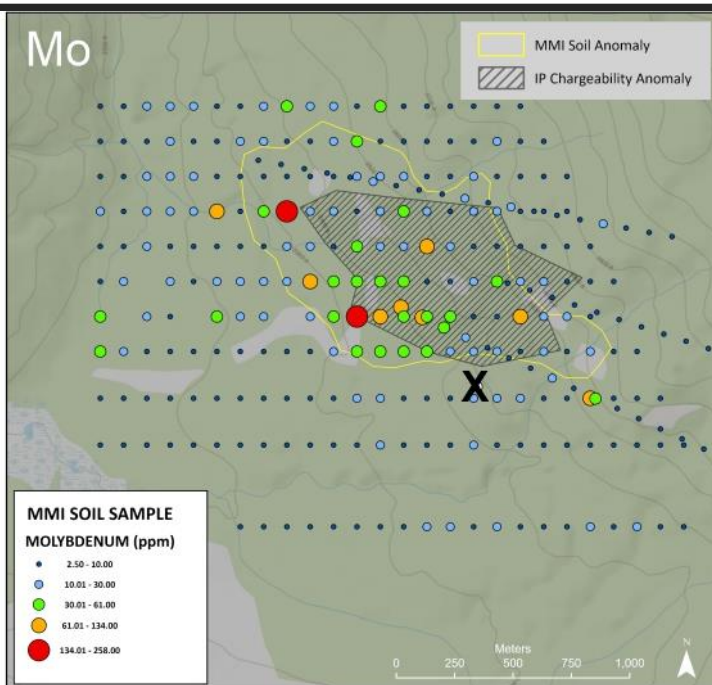 Mo
MMI Soil Anomaly
IP Chargeability Anomaly
X
MMI SOIL SAMPLE
MOLYBDENUM (ppm)
2.50 - 10.00
10.01 - 30.00
30.01 - 61.00
61.01 - 134.00
134.01 - 258.00
Meters
0 250 500 750 1,000
N